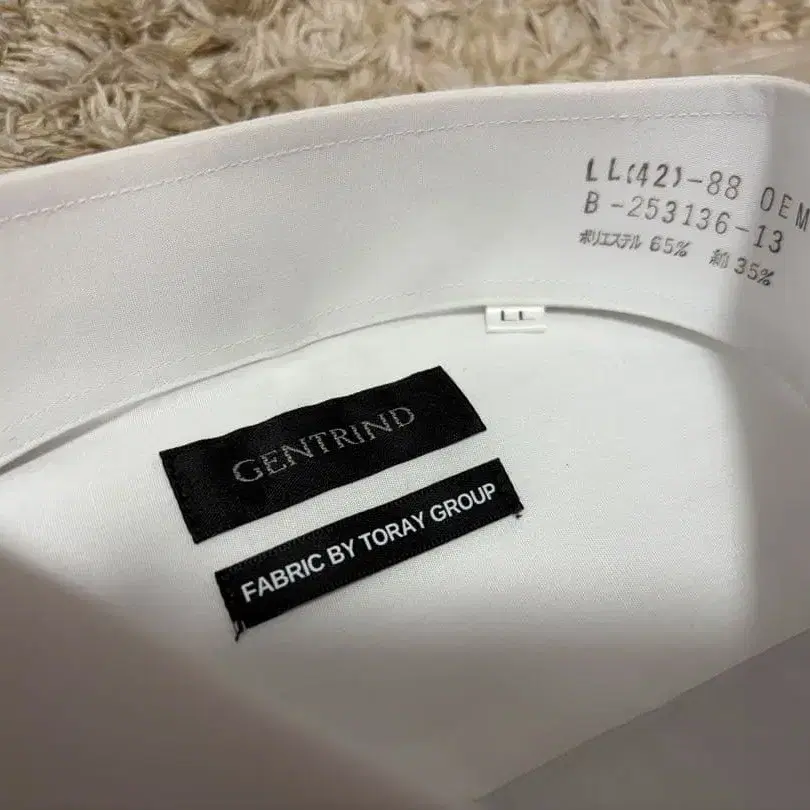 LL(42)-88 OEM
B-253136-13
ポリエステル 65% 綿 35%
LL
GENTRIND
FABRIC BY TORAY GROUP